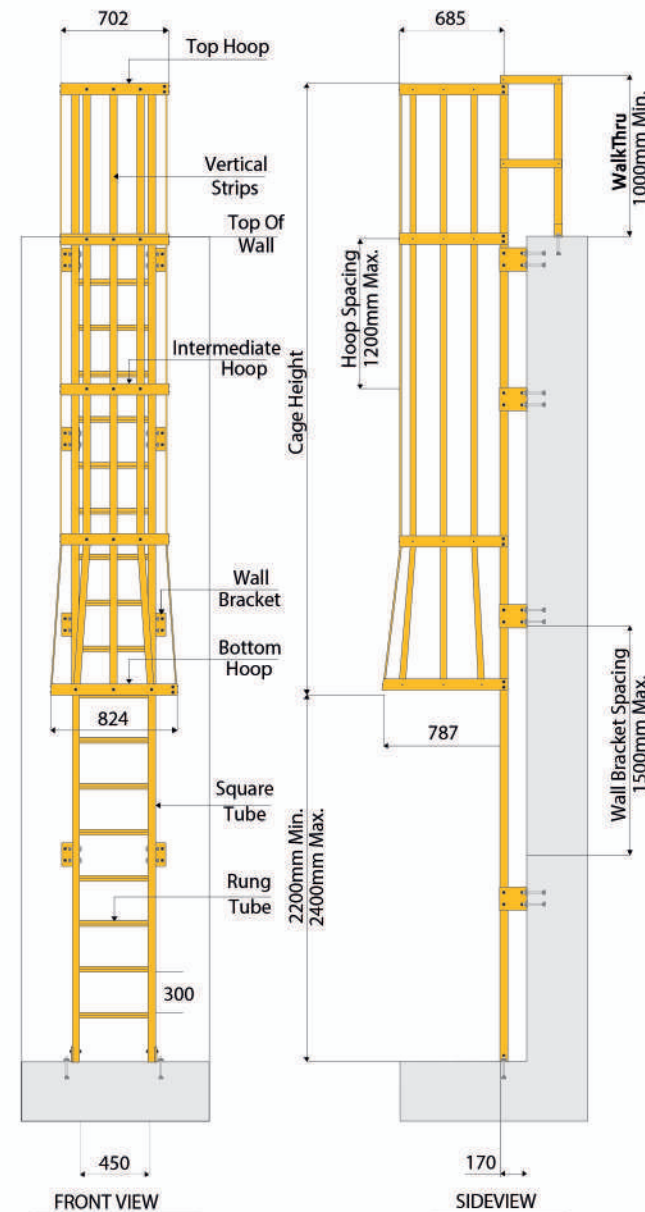 702
Top Hoop
Vertical
Strips
Top Of
Wall
Intermediate
Hoop
Wall
Bracket
Bottom
Hoop
824
Square
Tube
Rung
Tube
300
450
FRONT VIEW
685
WalkThru
1000mm Min.
Hoop Spacing
1200mm Max.
Cage Height
787
Wall Bracket Spacing
1500mm Max.
2200mm Min.
2400mm Max.
170
SIDEVIEW